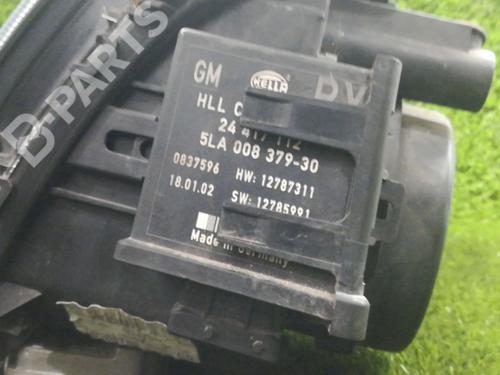 GM HELLA
HLL
24 417 112
5LA 008 379-30
0837596 HW: 12787311
18.01.02 SW: 12785991
Made in Germany
B-PARTS